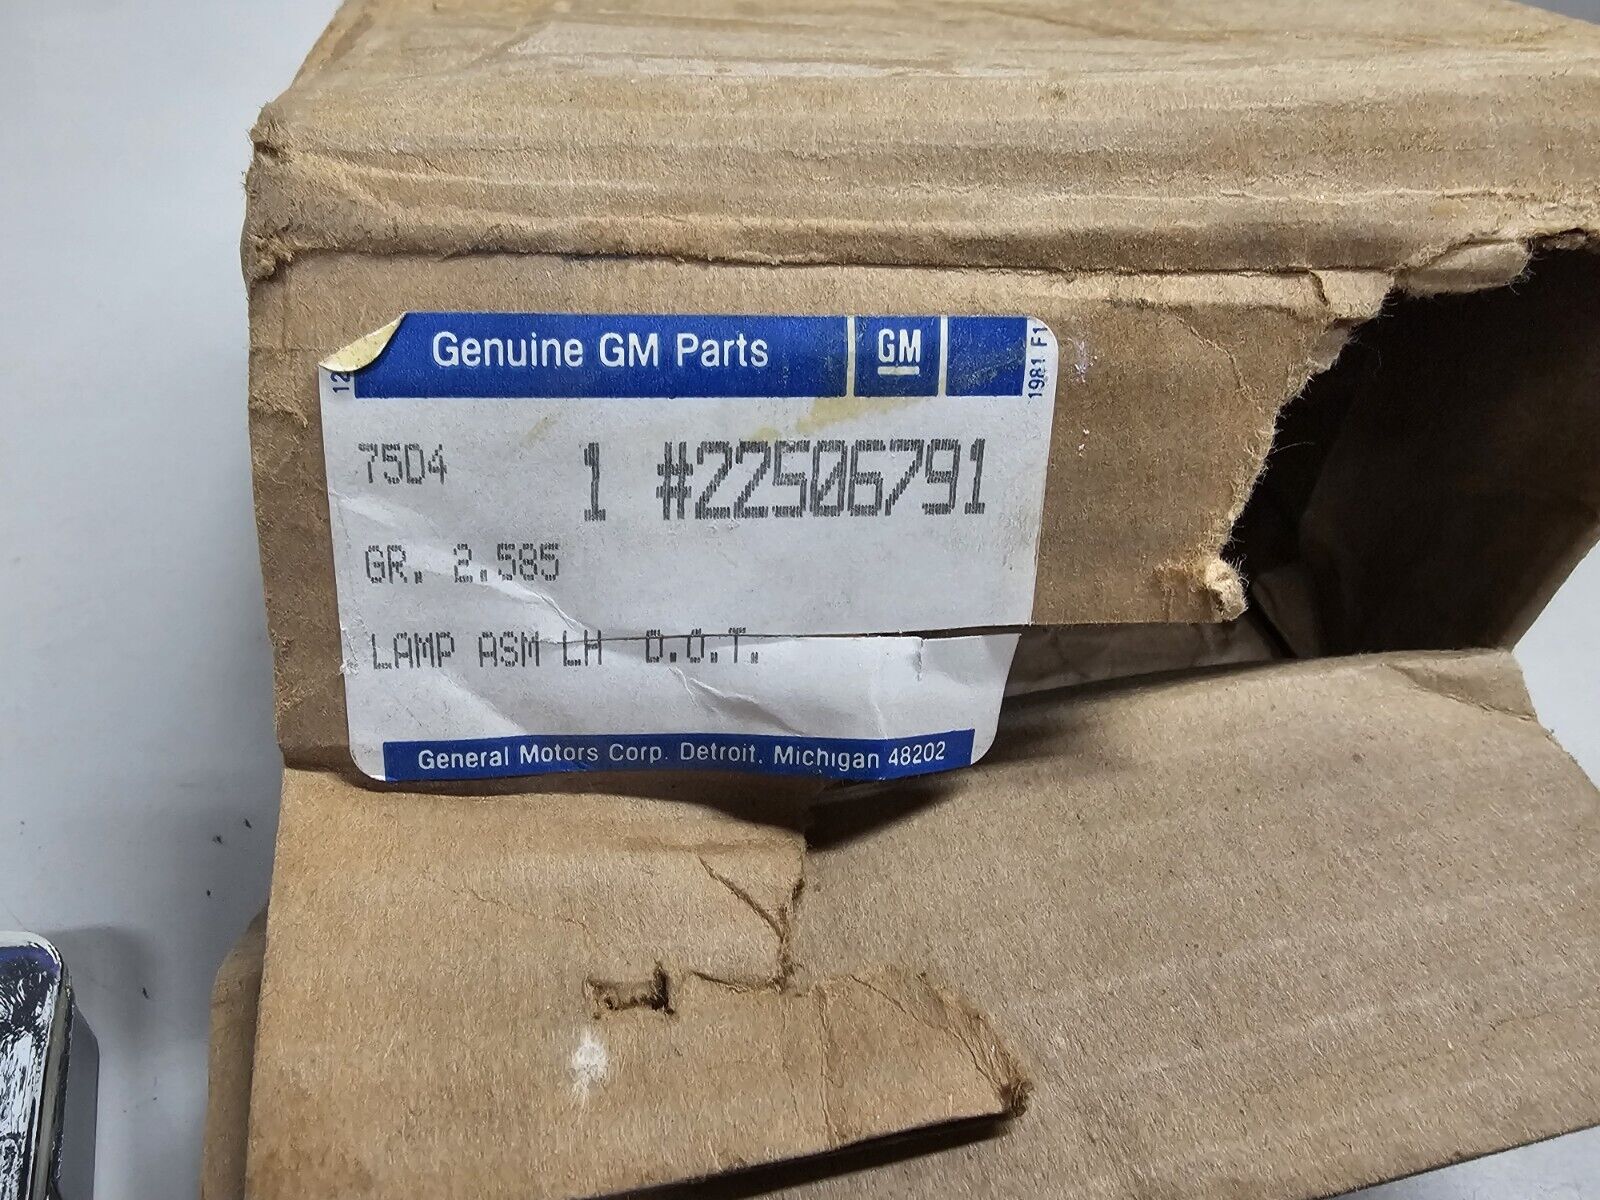 Genuine GM Parts GM
12
1981 F1
75D4 1 #22506791
GR. 2.585
LAMP ASM LH D.O.T.
General Motors Corp. Detroit, Michigan 48202